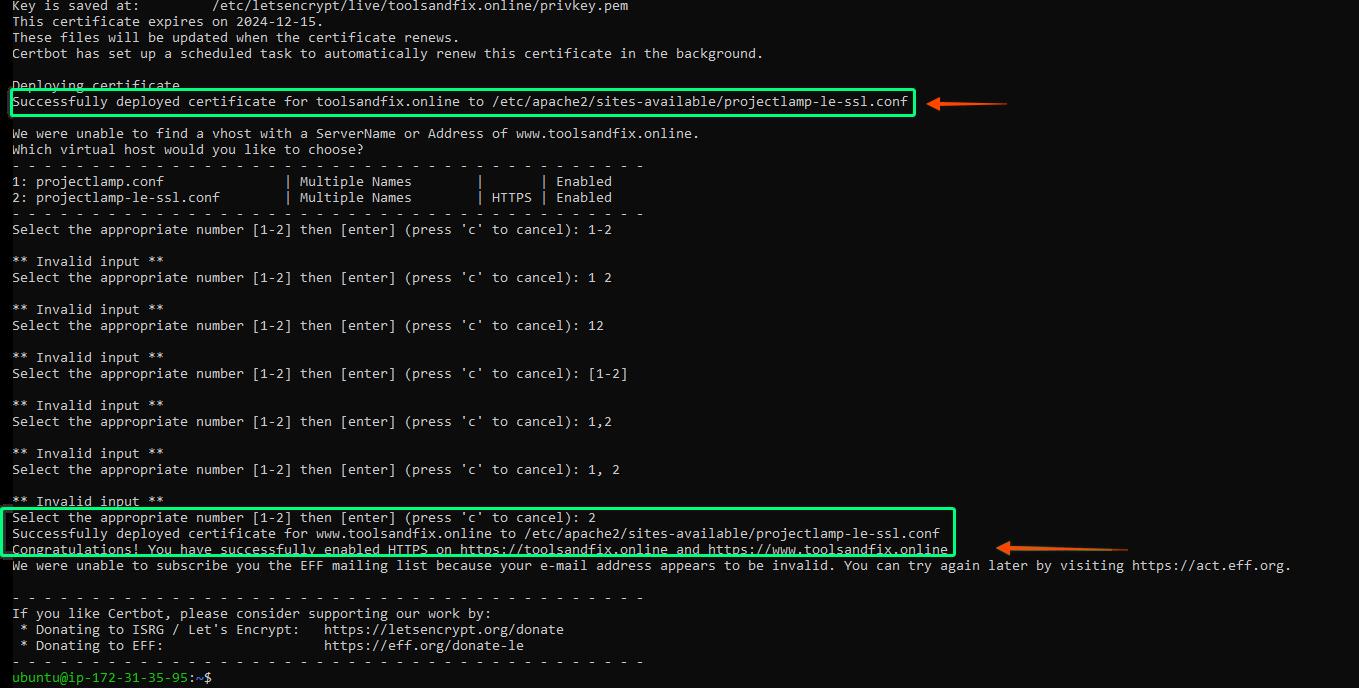 Key is saved at:         /etc/letsencrypt/live/toolsandfix.online/privkey.pem
This certificate expires on 2024-12-15.
These files will be updated when the certificate renews.
Certbot has set up a scheduled task to automatically renew this certificate in the background.
Deploying certificate
Successfully deployed certificate for toolsandfix.online to /etc/apache2/sites-available/projectlamp-le-ssl.conf
We were unable to find a vhost with a ServerName or Address of www.toolsandfix.online.
Which virtual host would you like to choose?
- - - - - - - - - - - - - - - - - - - - - - - - - - - - - - - - - - - - - - - -
1: projectlamp.conf               | Multiple Names        |       | Enabled
2: projectlamp-le-ssl.conf        | Multiple Names        | HTTPS | Enabled
- - - - - - - - - - - - - - - - - - - - - - - - - - - - - - - - - - - - - - - -
Select the appropriate number [1-2] then [enter] (press 'c' to cancel): 1-2
** Invalid input **
Select the appropriate number [1-2] then [enter] (press 'c' to cancel): 1 2
** Invalid input **
Select the appropriate number [1-2] then [enter] (press 'c' to cancel): 12
** Invalid input **
Select the appropriate number [1-2] then [enter] (press 'c' to cancel): [1-2]
** Invalid input **
Select the appropriate number [1-2] then [enter] (press 'c' to cancel): 1,2
** Invalid input **
Select the appropriate number [1-2] then [enter] (press 'c' to cancel): 1, 2
** Invalid input **
Select the appropriate number [1-2] then [enter] (press 'c' to cancel): 2
Successfully deployed certificate for www.toolsandfix.online to /etc/apache2/sites-available/projectlamp-le-ssl.conf
Congratulations! You have successfully enabled HTTPS on https://toolsandfix.online and https://www.toolsandfix.online
We were unable to subscribe you the EFF mailing list because your e-mail address appears to be invalid. You can try again later by visiting https://act.eff.org.
- - - - - - - - - - - - - - - - - - - - - - - - - - - - - - - - - - - - - - - -
If you like Certbot, please consider supporting our work by:
 * Donating to ISRG / Let's Encrypt:   https://letsencrypt.org/donate
 * Donating to EFF:                    https://eff.org/donate-le
- - - - - - - - - - - - - - - - - - - - - - - - - - - - - - - - - - - - - - - -
ubuntu@ip-172-31-35-95:~$